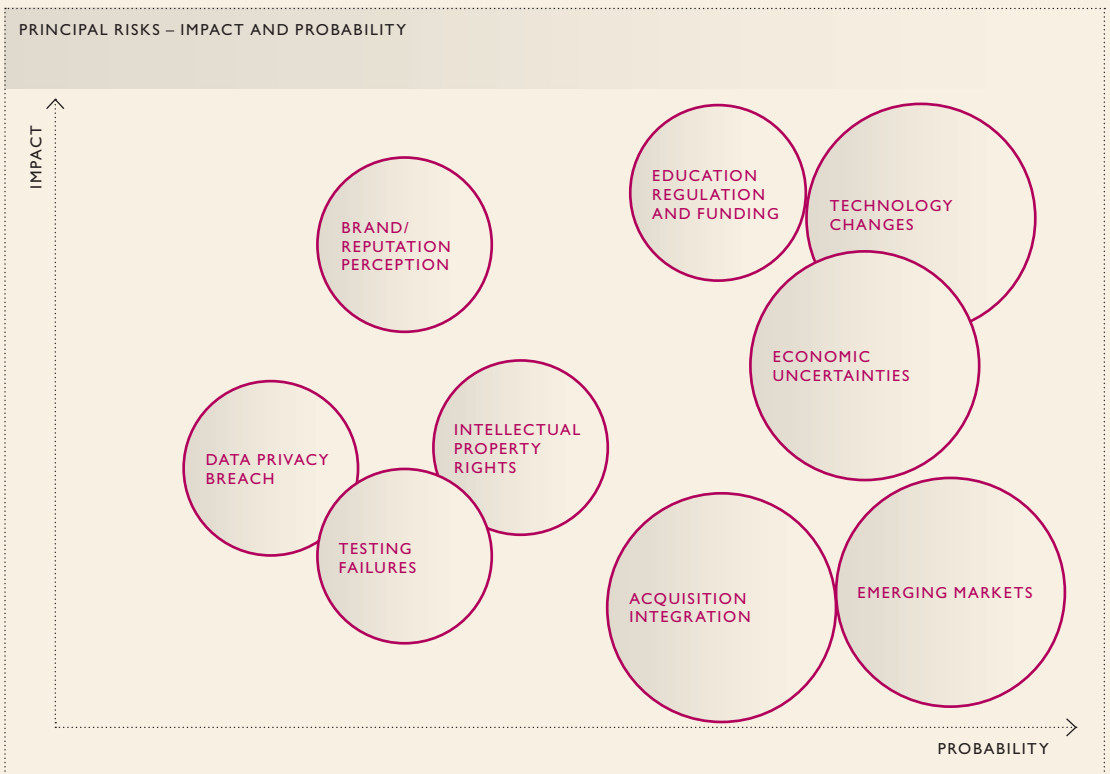 PRINCIPAL RISKS – IMPACT AND PROBABILITY
IMPACT
EDUCATION
REGULATION
AND FUNDING
TECHNOLOGY
CHANGES
BRAND/
REPUTATION
PERCEPTION
ECONOMIC
UNCERTAINTIES
INTELLECTUAL
PROPERTY
RIGHTS
DATA PRIVACY
BREACH
TESTING
FAILURES
ACQUISITION
INTEGRATION
EMERGING MARKETS
PROBABILITY